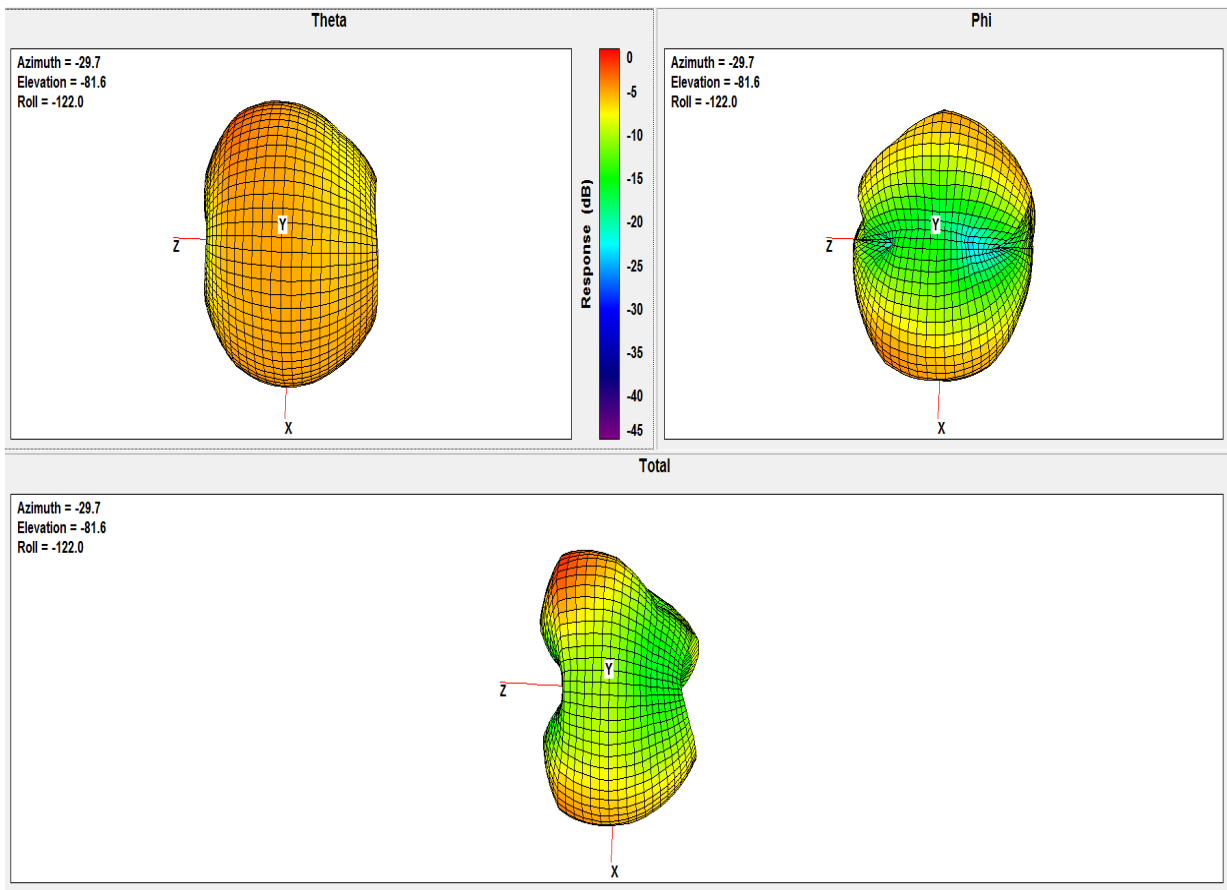 Theta
Azimuth = -29.7
Elevation = -81.6
Roll = -122.0
Y
Z
X
0
-5
-10
-15
-20
-25
-30
-35
-40
-45
Response (dB)
Phi
Azimuth = -29.7
Elevation = -81.6
Roll = -122.0
Y
Z
X
Total
Azimuth = -29.7
Elevation = -81.6
Roll = -122.0
Y
Z
X